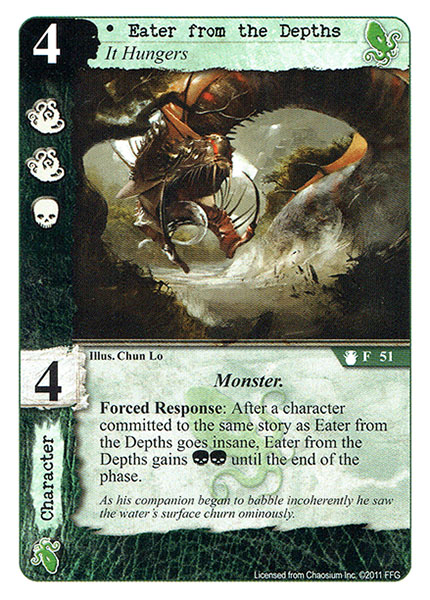 4
• Eater from the Depths
It Hungers
Illus. Chun Lo
F 51
4
Monster.
Forced Response: After a character
committed to the same story as Eater from
the Depths goes insane, Eater from the
Depths gains until the end of the
phase.
As his companion began to babble incoherently he saw
the water's surface churn ominously.
Character
Licensed from Chaosium Inc. ©2011 FFG